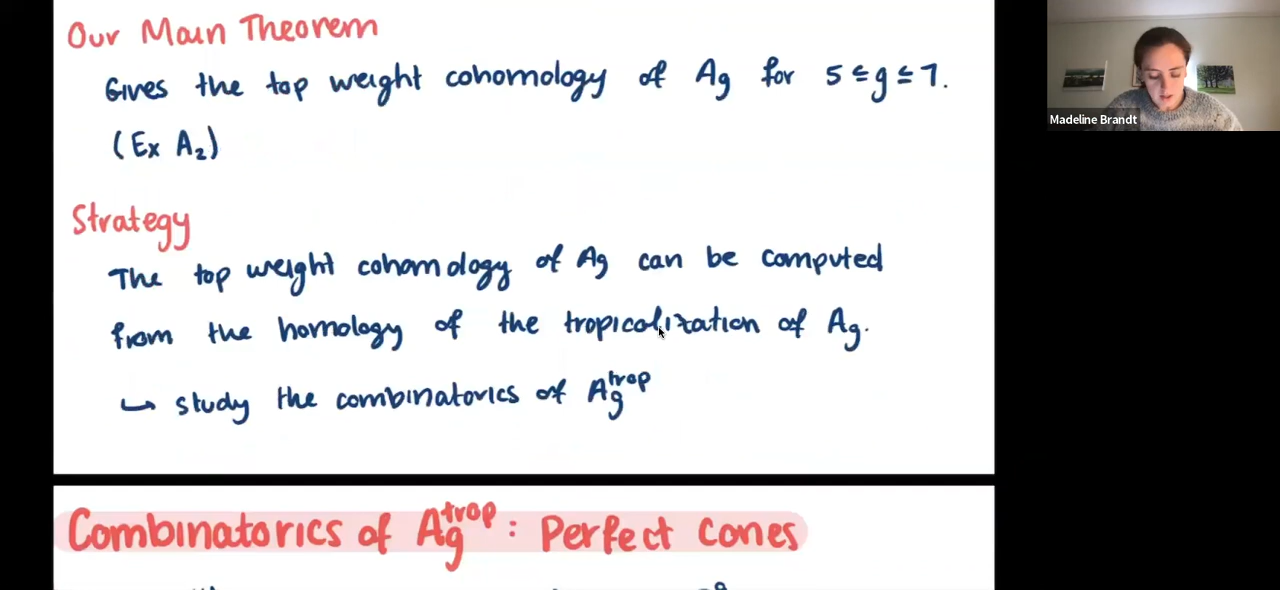 Our Main Theorem
Gives the top weight cohomology of Ag for 5 ≤ g ≤ 7.
(Ex A₂)
Strategy
The top weight cohomology of Ag can be computed
from the homology of the tropicalization of Ag.
↳ study the combinatorics of Ag^trop
Combinatorics of Ag^trop : Perfect Cones
Madeline Brandt